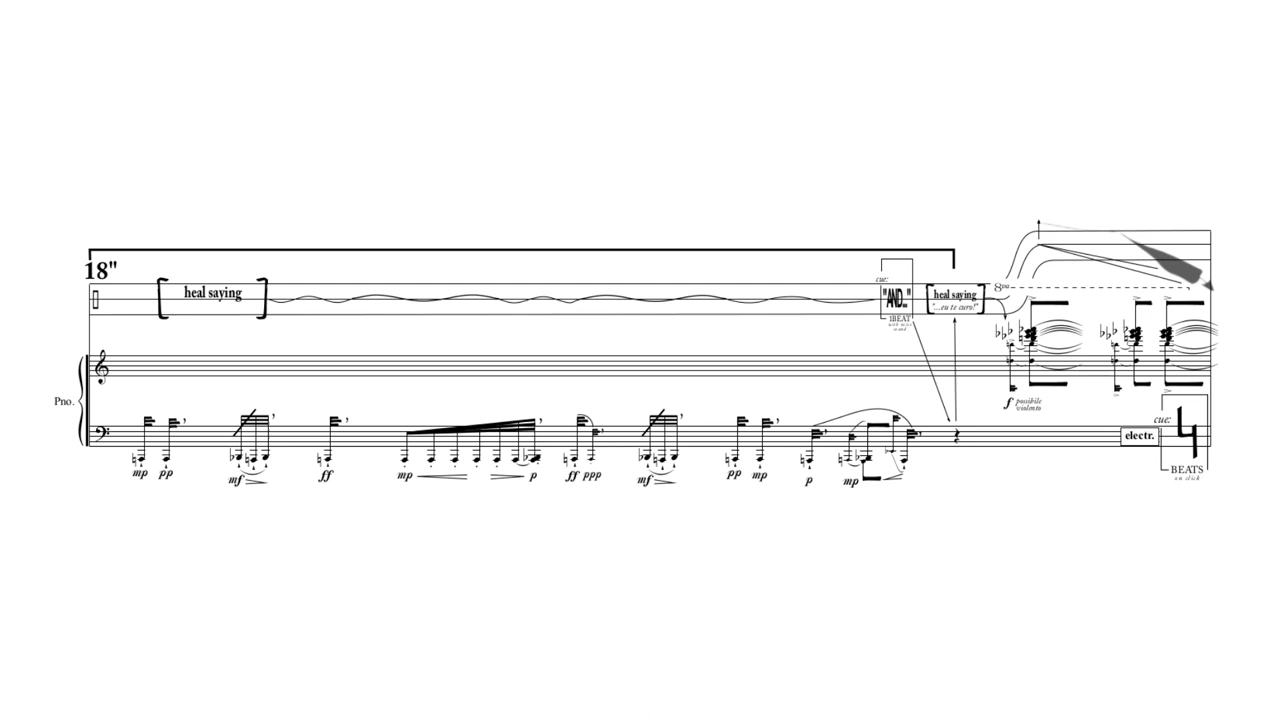 18"
heal saying
cue:
"AND..."
1BEAT
heal saying
"...eu te curo!"
8va
Pno.
f possibile
violento
cue:
4
electr.
BEATS
on click
mp pp mf ff mp p ff ppp mf pp mp p mp